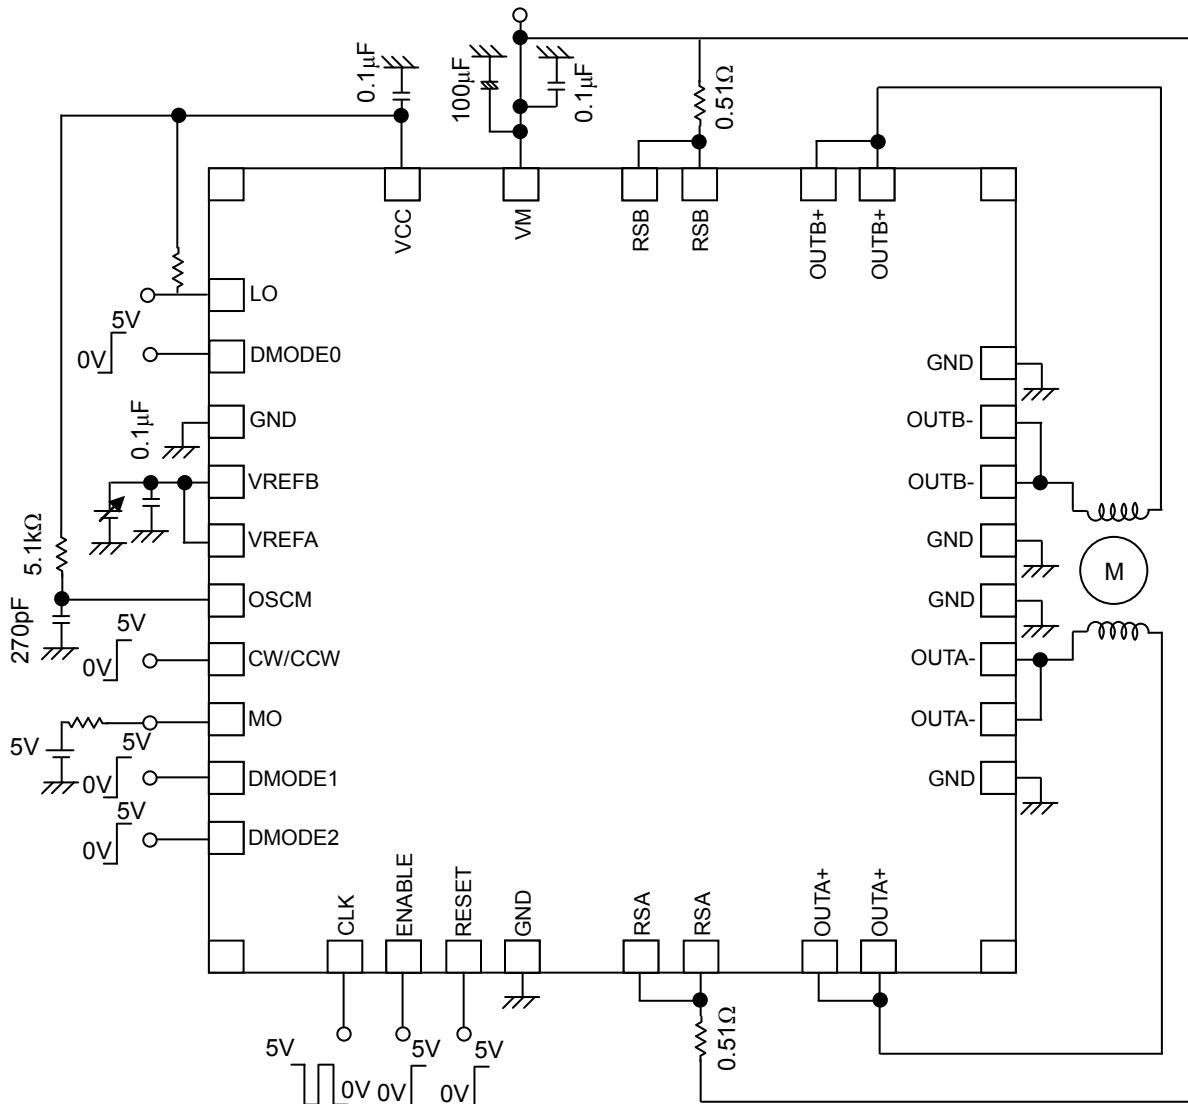 0.1μF
100μF
0.1μF
0.51Ω
VCC
VM
RSB
RSB
OUTB+
OUTB+
LO
5V
0V
DMODE0
GND
0.1μF
VREFB
VREFA
5.1kΩ
OSCM
270pF
5V
0V
CW/CCW
MO
5V
5V
0V
DMODE1
5V
0V
DMODE2
GND
OUTB-
OUTB-
GND
GND
OUTA-
OUTA-
GND
M
CLK
ENABLE
RESET
GND
RSA
RSA
OUTA+
OUTA+
0.51Ω
5V
0V
5V
0V
5V
0V